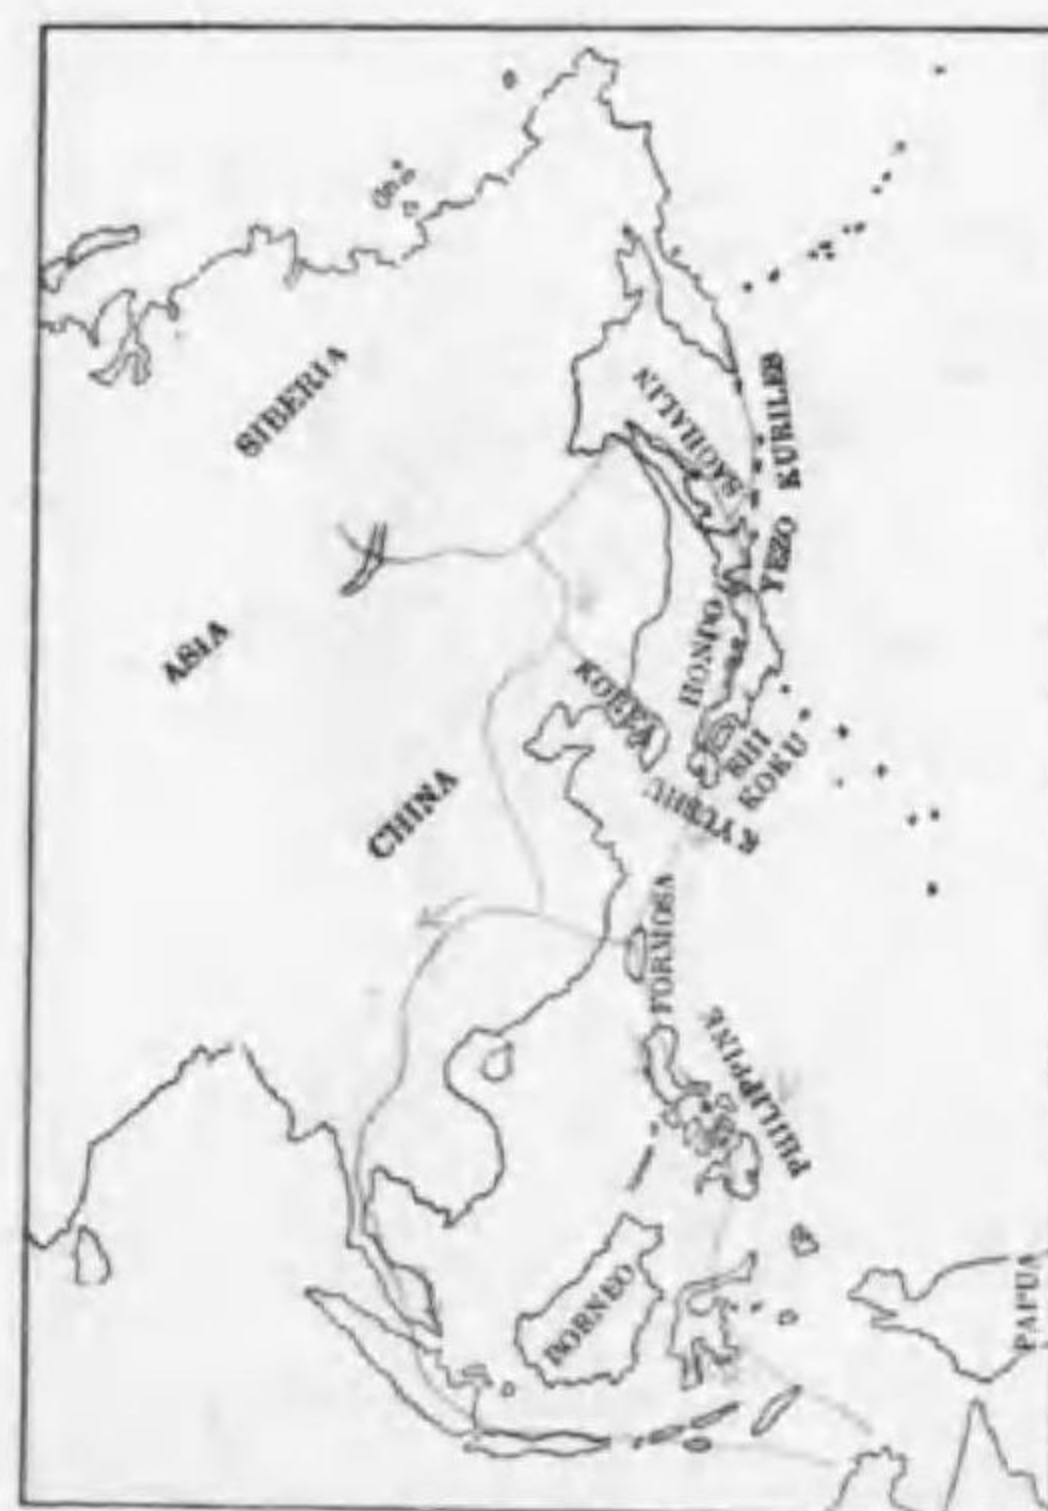 SIBERIA
SAGHALIN
KURILES
YEZO
ASIA
HONDO
KOREA
SHI
KOKU
CHINA
KYUSHU
FORMOSA
PHILIPPINE
BORNEO
PAPUA